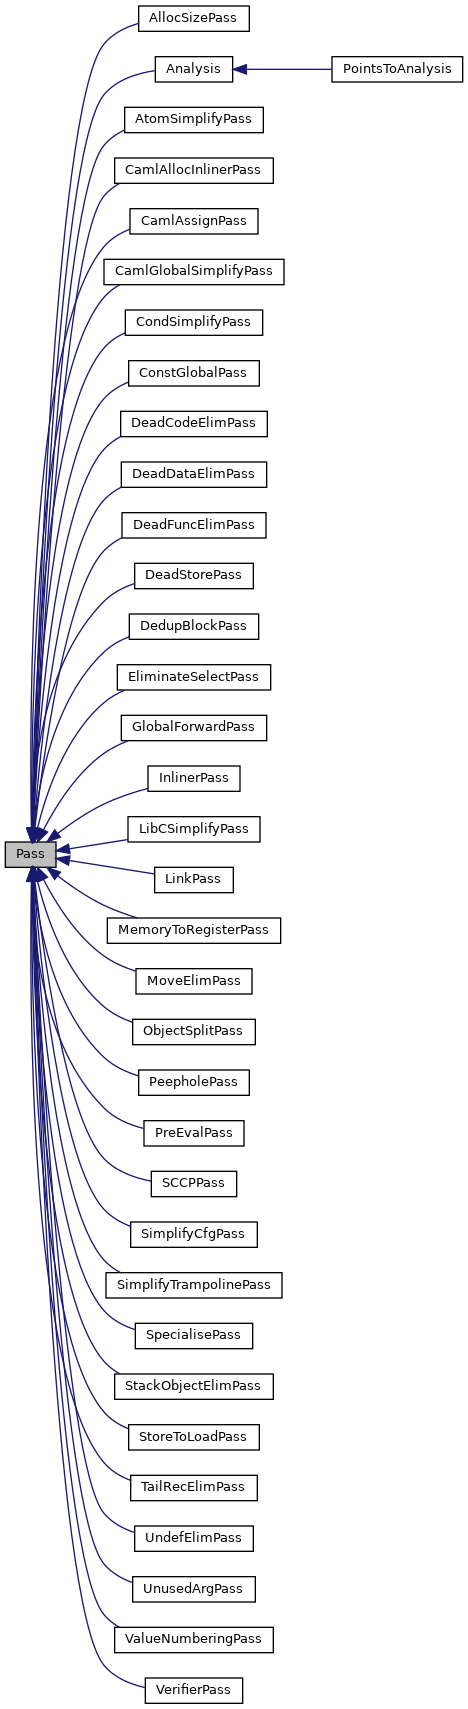 AllocSizePass
Analysis
PointsToAnalysis
AtomSimplifyPass
CamlAllocInlinerPass
CamlAssignPass
CamlGlobalSimplifyPass
CondSimplifyPass
ConstGlobalPass
DeadCodeElimPass
DeadDataElimPass
DeadFuncElimPass
DeadStorePass
DedupBlockPass
EliminateSelectPass
GlobalForwardPass
InlinerPass
LibCSimplifyPass
Pass
LinkPass
MemoryToRegisterPass
MoveElimPass
ObjectSplitPass
PeepholePass
PreEvalPass
SCCPPass
SimplifyCfgPass
SimplifyTrampolinePass
SpecialisePass
StackObjectElimPass
StoreToLoadPass
TailRecElimPass
UndefElimPass
UnusedArgPass
ValueNumberingPass
VerifierPass